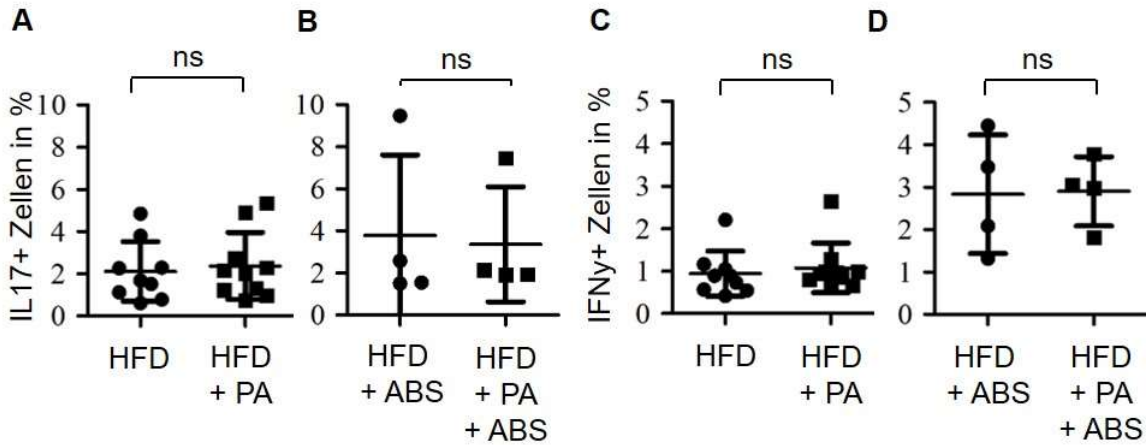 A
ns
IL17+ Zellen in %
10
8
6
4
2
0
HFD
HFD
+ PA
B
ns
10
8
6
4
2
0
HFD
+ ABS
HFD
+ PA
+ ABS
C
ns
IFNy+ Zellen in %
5
4
3
2
1
0
HFD
HFD
+ PA
D
ns
5
4
3
2
1
0
HFD
+ ABS
HFD
+ PA
+ ABS